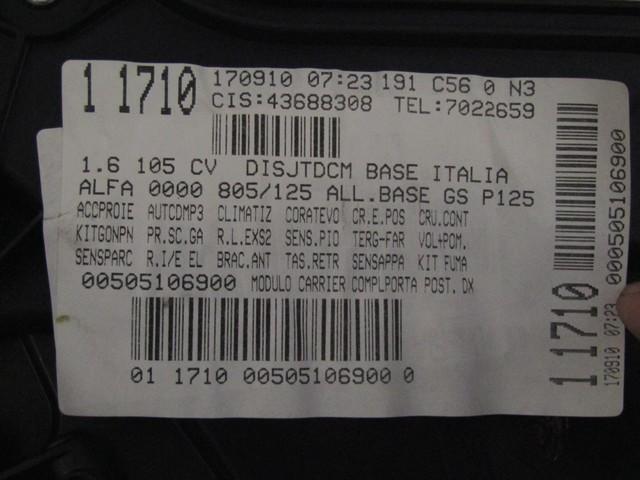 1 1710 170910 07:23 191 C56 0 N3
CIS:43688308 TEL:7022659
1.6 105 CV DISJTDCM BASE ITALIA
ALFA 0000 805/125 ALL.BASE GS P125
ACCPROIE AUTCDMP3 CLIMATIZ CORATEVO CR.E.POS CRU.CONT
KITGONPN PR.SC.GA R.L.EXS2 SENS.PIO TERG-FAR VOL4POM.
SENSPARC R.I/E EL BRAC.ANT TAS.RETR SENSAPPA KIT FUMA
00505106900 MODULO CARRIER COMPLPORTA POST. DX
01 1710 00505106900 0
1 1710 170910 07:23 00505106900